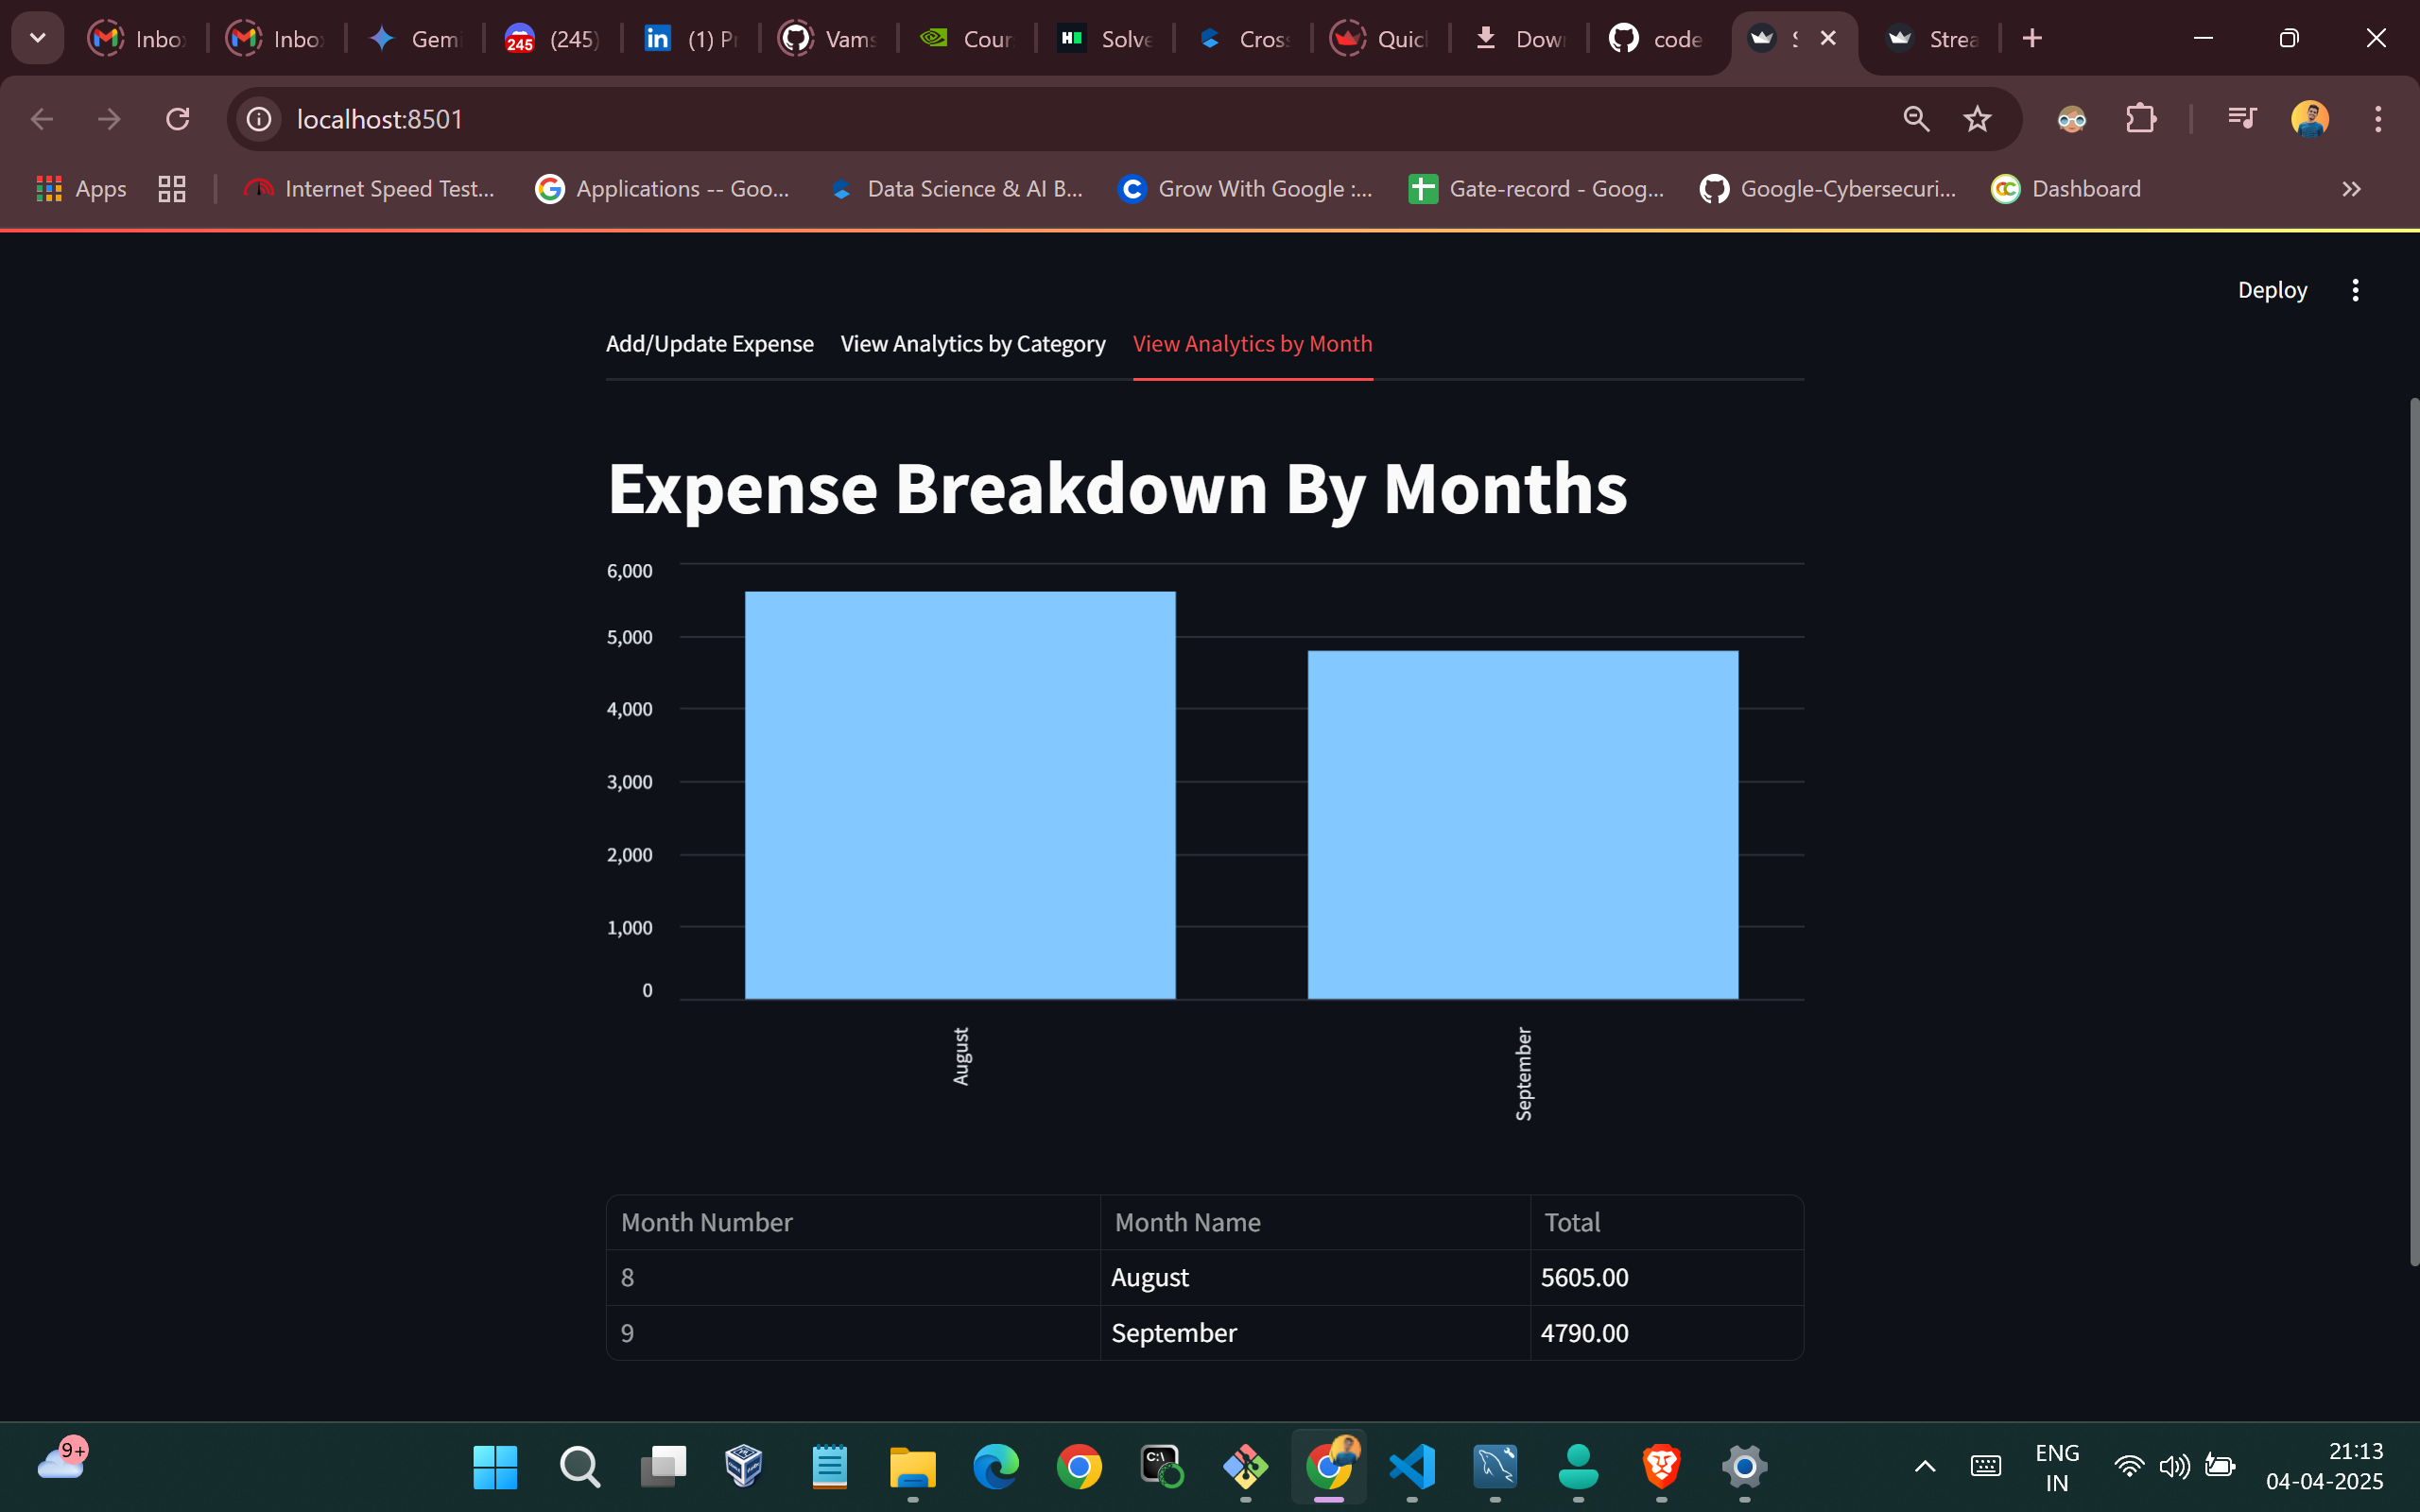 Inbo
Inbo
Gem
245
(245)
(1) P
Vams
Cour
Solve
Cros
Quic
Dow
code
Strea
localhost:8501
Apps
Internet Speed Test...
Applications -- Goo...
Data Science & AI B...
Grow With Google :...
Gate-record - Goog...
Google-Cybersecuri...
Dashboard
Deploy
Add/Update Expense
View Analytics by Category
View Analytics by Month
Expense Breakdown By Months
6,000
5,000
4,000
3,000
2,000
1,000
0
August
September
Month Number Month Name Total
8 August 5605.00
9 September 4790.00
9+
ENG
IN
21:13
04-04-2025